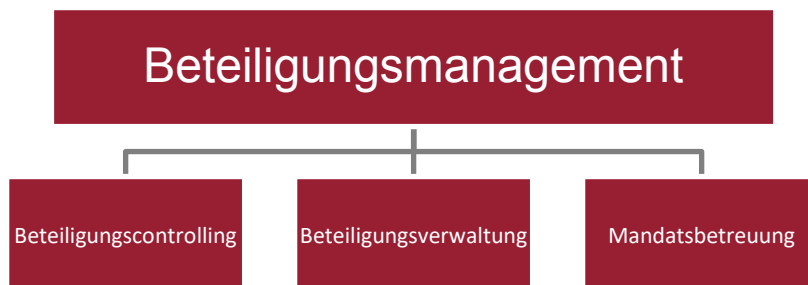 Beteiligungsmanagement
Beteiligungscontrolling
Beteiligungsverwaltung
Mandatsbetreuung